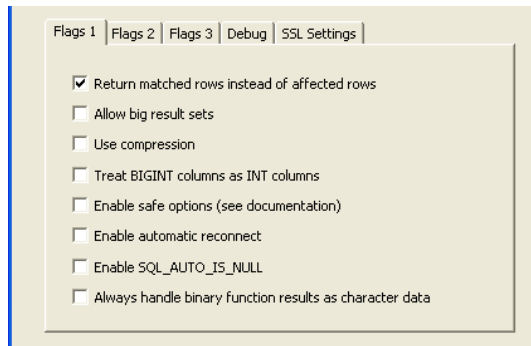 Flags 1 Flags 2 Flags 3 Debug SSL Settings
Return matched rows instead of affected rows
Allow big result sets
Use compression
Treat BIGINT columns as INT columns
Enable safe options (see documentation)
Enable automatic reconnect
Enable SQL_AUTO_IS_NULL
Always handle binary function results as character data